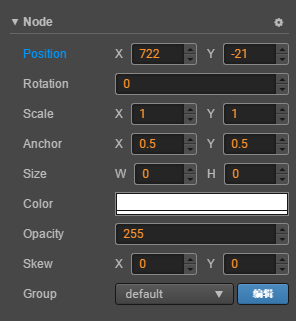 Node
Position X 722 Y -21
Rotation 0
Scale X 1 Y 1
Anchor X 0.5 Y 0.5
Size W 0 H 0
Color
Opacity 255
Skew X 0 Y 0
Group default 编辑